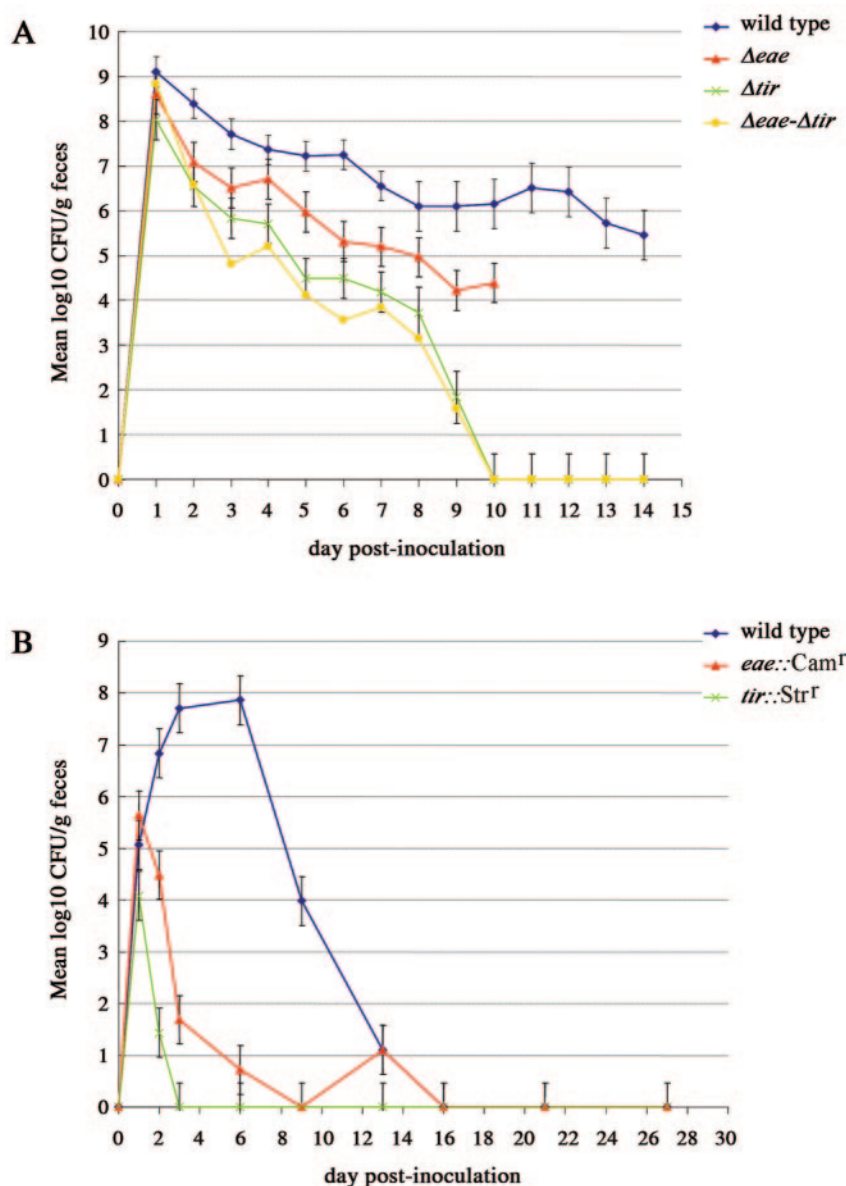 A
10
9
8
7
6
5
4
3
2
1
0
Mean log10 CFU/g feces
0 1 2 3 4 5 6 7 8 9 10 11 12 13 14 15
day post-inoculation
wild type
Δeae
Δtir
Δeae-Δtir
B
9
8
7
6
5
4
3
2
1
0
Mean log10 CFU/g feces
0 2 4 6 8 10 12 14 16 18 20 22 24 26 28 30
day post-inoculation
wild type
eae::Camʳ
tir::Strʳ